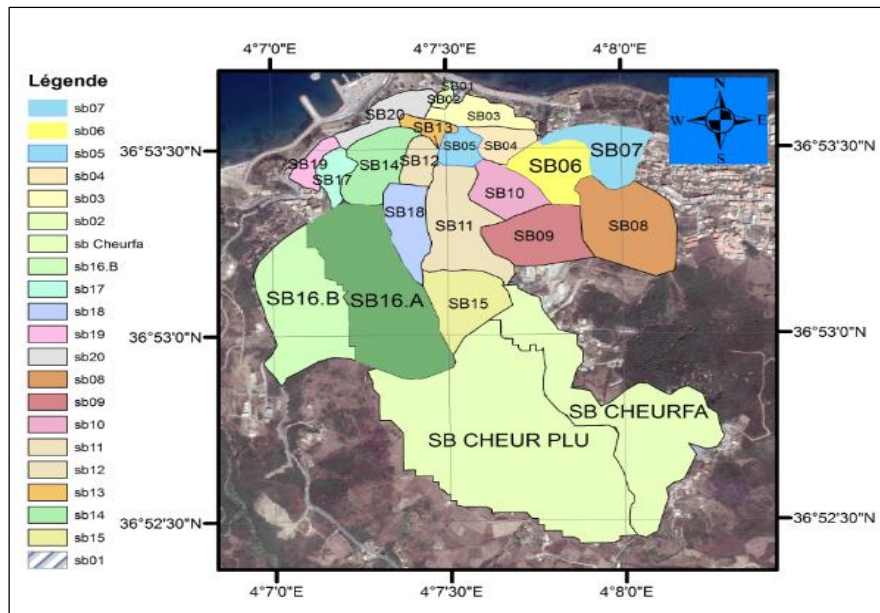 4°7'0"E
4°7'30"E
4°8'0"E
Légende
sb07
sb06
sb05
sb04
sb03
sb02
sb Cheurfa
sb16.B
sb17
sb18
sb19
sb20
sb08
sb09
sb10
sb11
sb12
sb13
sb14
sb15
sb01
36°53'30"N
36°53'0"N
36°52'30"N
SB01
SB02
SB03
SB20
SB13
SB05
SB04
SB07
SB12
SB06
SB19
SB14
SB17
SB10
SB18
SB11
SB08
SB09
SB16.B
SB16.A
SB15
SB CHEURFA
SB CHEUR PLU
N
W
E
S
36°53'30"N
36°53'0"N
36°52'30"N
4°7'0"E
4°7'30"E
4°8'0"E